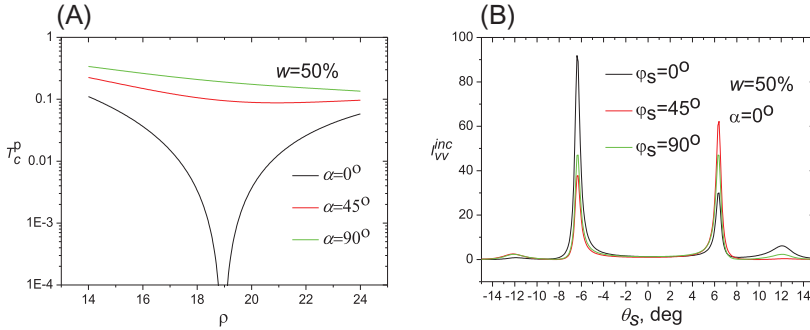 (A)
w=50%
1
0.1
0.01
1E-3
1E-4
T_c^p
α=0°
α=45°
α=90°
14 16 18 20 22 24
ρ
(B)
100
80
60
40
20
0
I_vv^inc
φs=0°
φs=45°
φs=90°
w=50%
α=0°
-14 -12 -10 -8 -6 -4 -2 0 2 4 6 8 10 12 14
θs, deg